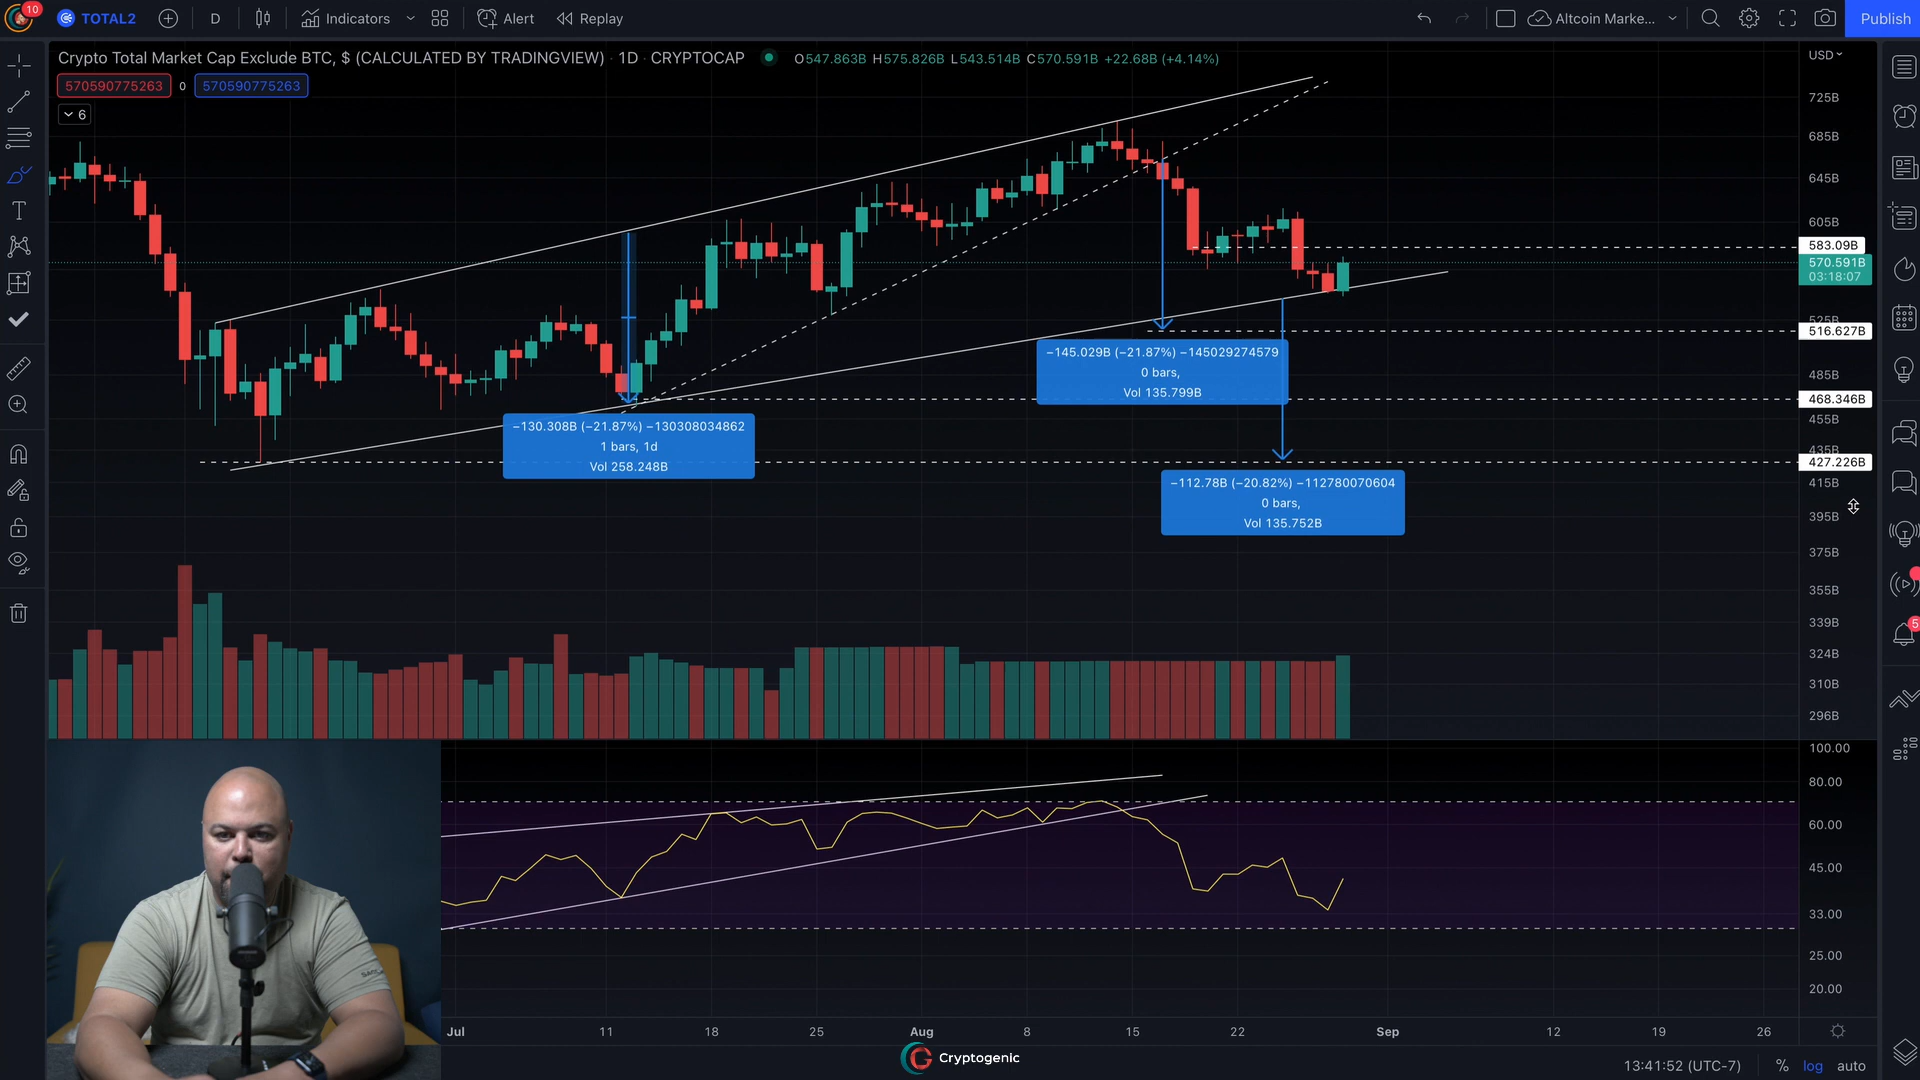 10
TOTAL2
D
Indicators
Alert
Replay
Altcoin Marke...
Publish
Crypto Total Market Cap Exclude BTC, $ (CALCULATED BY TRADINGVIEW) · 1D · CRYPTOCAP
O547.863B H575.826B L543.514B C570.591B +22.68B (+4.14%)
USD
570590775263
0
570590775263
6
725B
685B
645B
605B
583.09B
570.591B
03:18:07
525B
516.627B
485B
468.346B
455B
435B
427.226B
415B
395B
375B
355B
339B
324B
310B
296B
−145.029B (−21.87%) −145029274579
0 bars,
Vol 135.799B
−130.308B (−21.87%) −130308034862
1 bars, 1d
Vol 258.248B
−112.78B (−20.82%) −112780070604
0 bars,
Vol 135.752B
5
100.00
80.00
60.00
45.00
33.00
25.00
20.00
Jul
11
18
25
Aug
8
15
22
Sep
12
19
26
Cryptogenic
13:41:52 (UTC-7)
%
log
auto